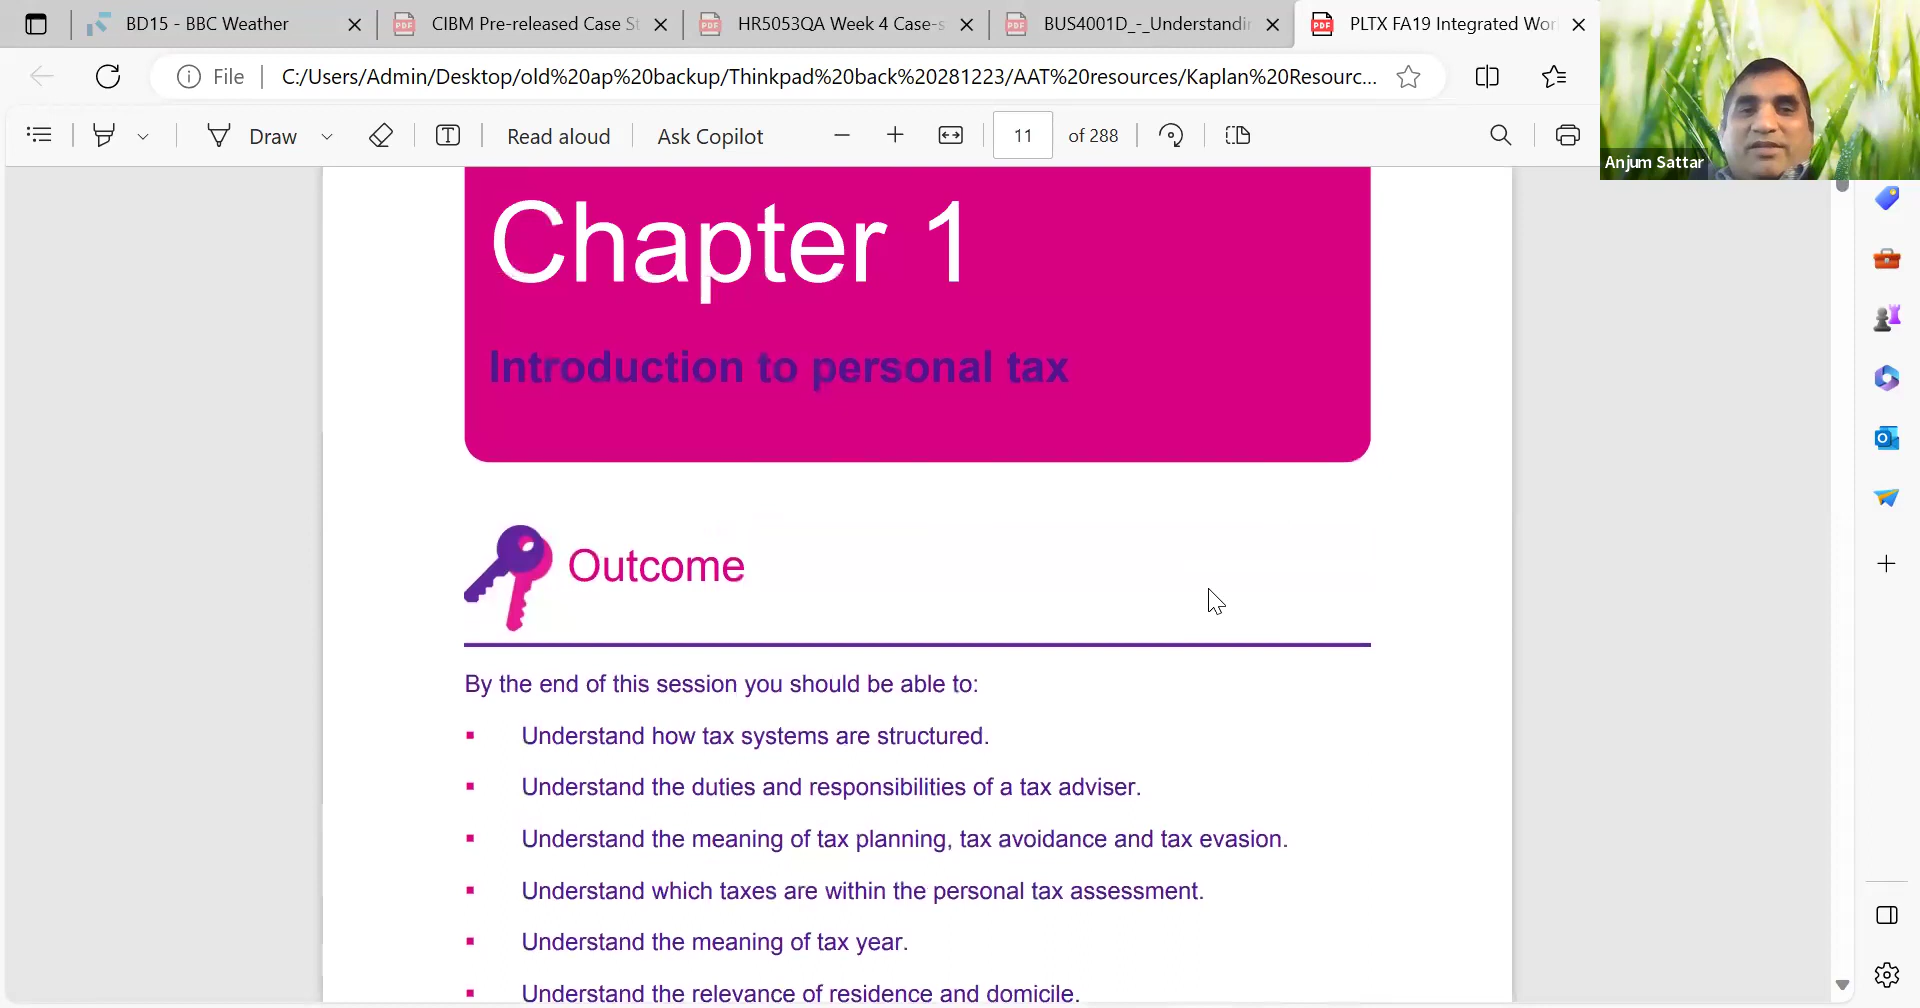 BD15 - BBC Weather
CIBM Pre-released Case St
HR5053QA Week 4 Case-s
BUS4001D_-_Understandin
PLTX FA19 Integrated Wor
File
C:/Users/Admin/Desktop/old%20ap%20backup/Thinkpad%20back%20281223/AAT%20resources/Kaplan%20Resourc...
Draw
Read aloud
Ask Copilot
11
of 288
Anjum Sattar
Chapter 1
Introduction to personal tax
Outcome
By the end of this session you should be able to:
Understand how tax systems are structured.
Understand the duties and responsibilities of a tax adviser.
Understand the meaning of tax planning, tax avoidance and tax evasion.
Understand which taxes are within the personal tax assessment.
Understand the meaning of tax year.
Understand the relevance of residence and domicile.